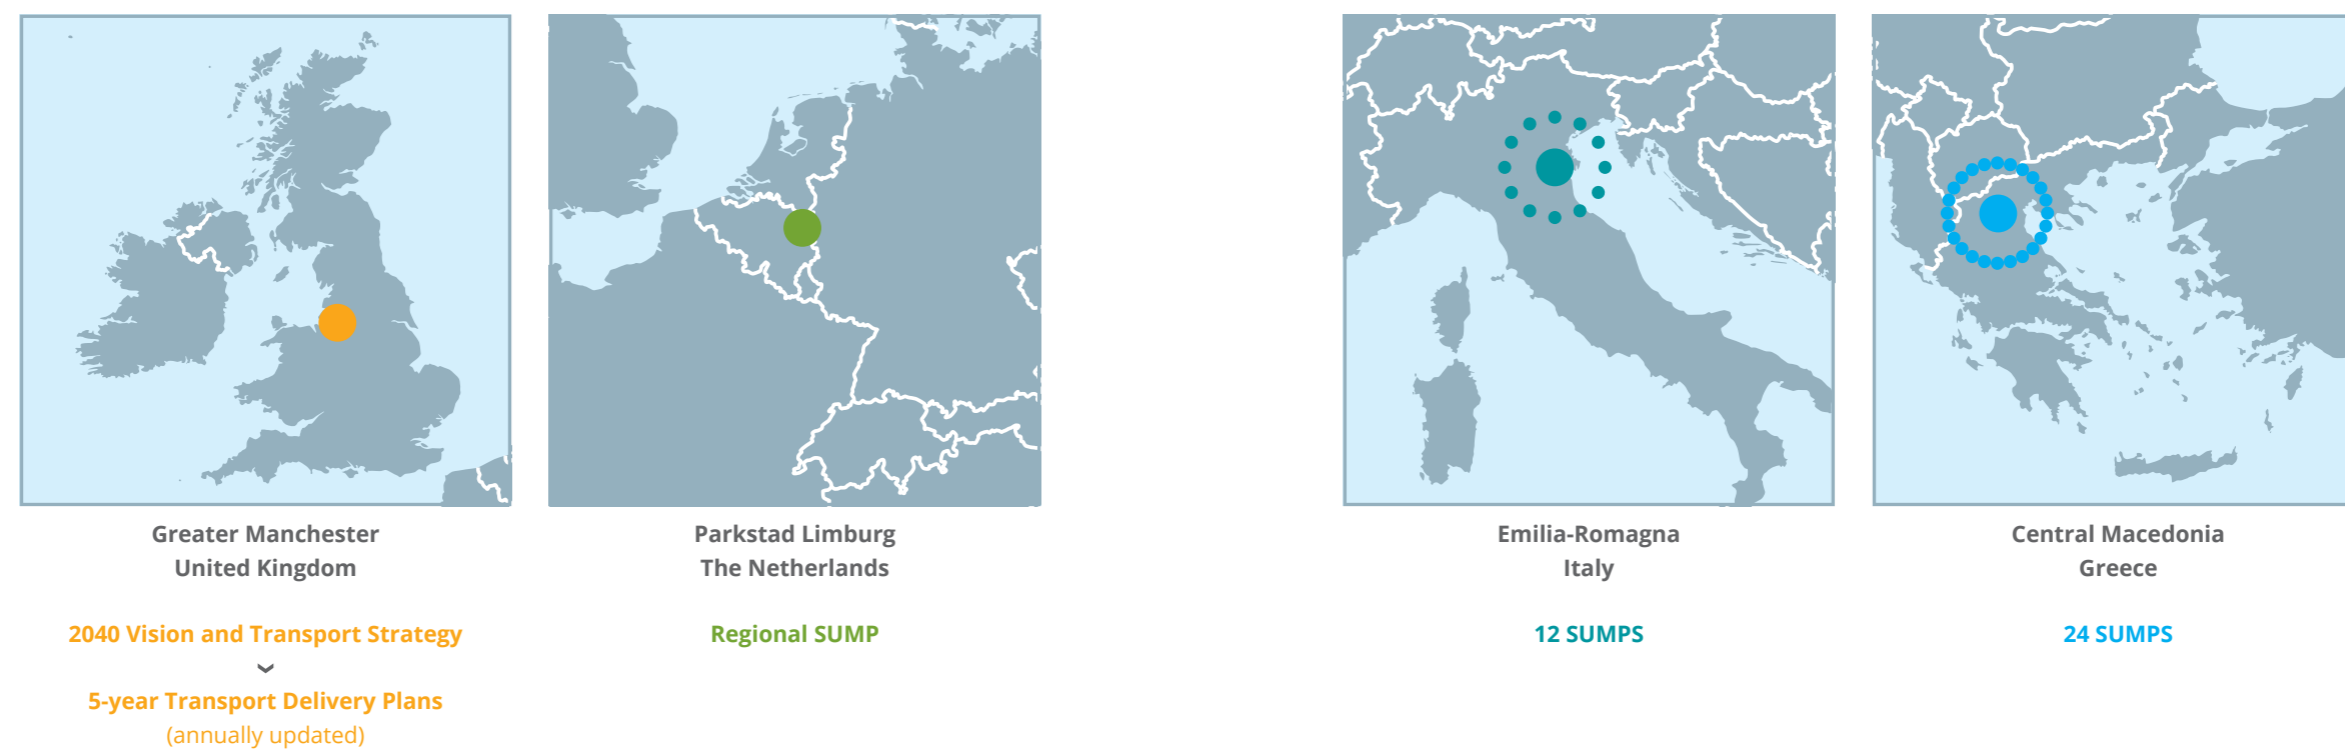 Greater Manchester
United Kingdom
2040 Vision and Transport Strategy
5-year Transport Delivery Plans
(annually updated)
Parkstad Limburg
The Netherlands
Regional SUMP
Emilia-Romagna
Italy
12 SUMPS
Central Macedonia
Greece
24 SUMPS